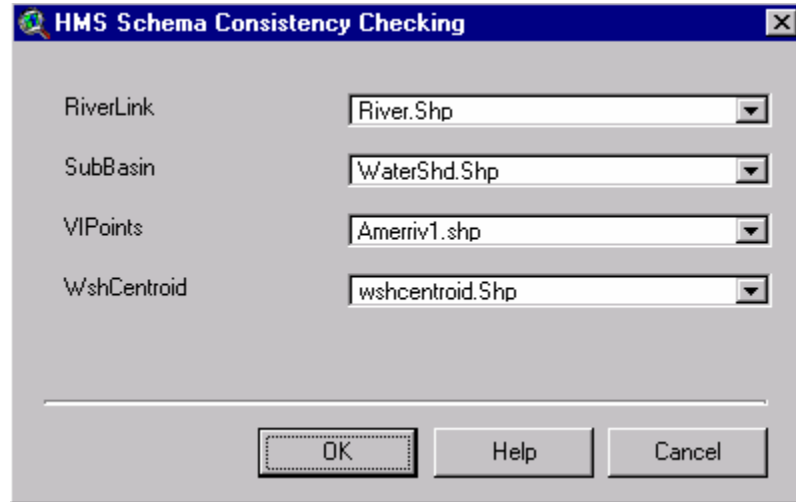 HMS Schema Consistency Checking
RiverLink River.Shp
SubBasin WaterShd.Shp
VIPoints Amerriv1.shp
WshCentroid wshcentroid.Shp
OK Help Cancel